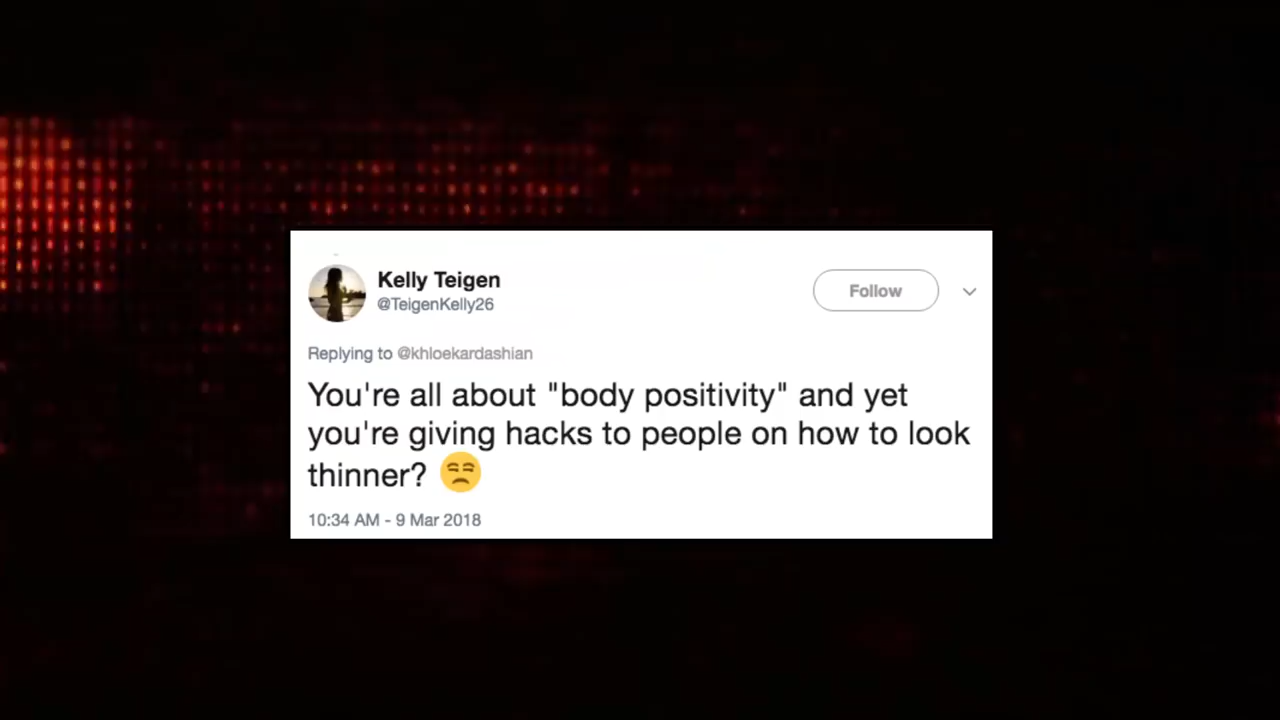 Kelly Teigen
@TeigenKelly26
Follow
Replying to @khloekardashian
You're all about "body positivity" and yet
you're giving hacks to people on how to look
thinner? 😒
10:34 AM - 9 Mar 2018